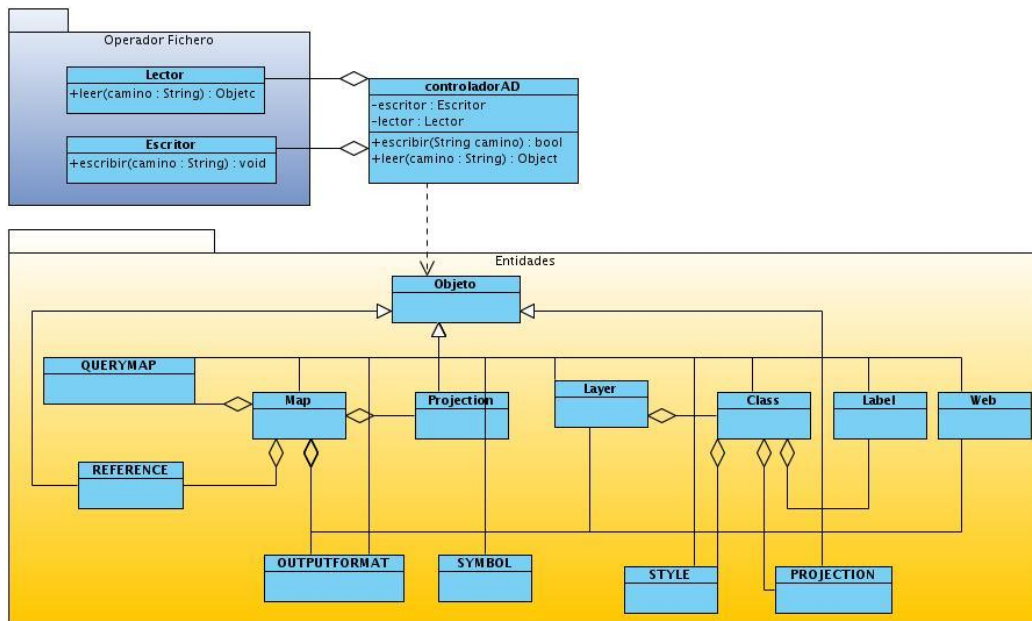 Operador Fichero
Lector
+leer(camino : String) : Objetc
Escritor
+escribir(camino : String) : void
controladorAD
-escritor : Escritor
-lector : Lector
+escribir(String camino) : bool
+leer(camino : String) : Object
Entidades
Objeto
QUERYMAP
Map
Projection
Layer
Class
Label
Web
REFERENCE
OUTPUTFORMAT
SYMBOL
STYLE
PROJECTION